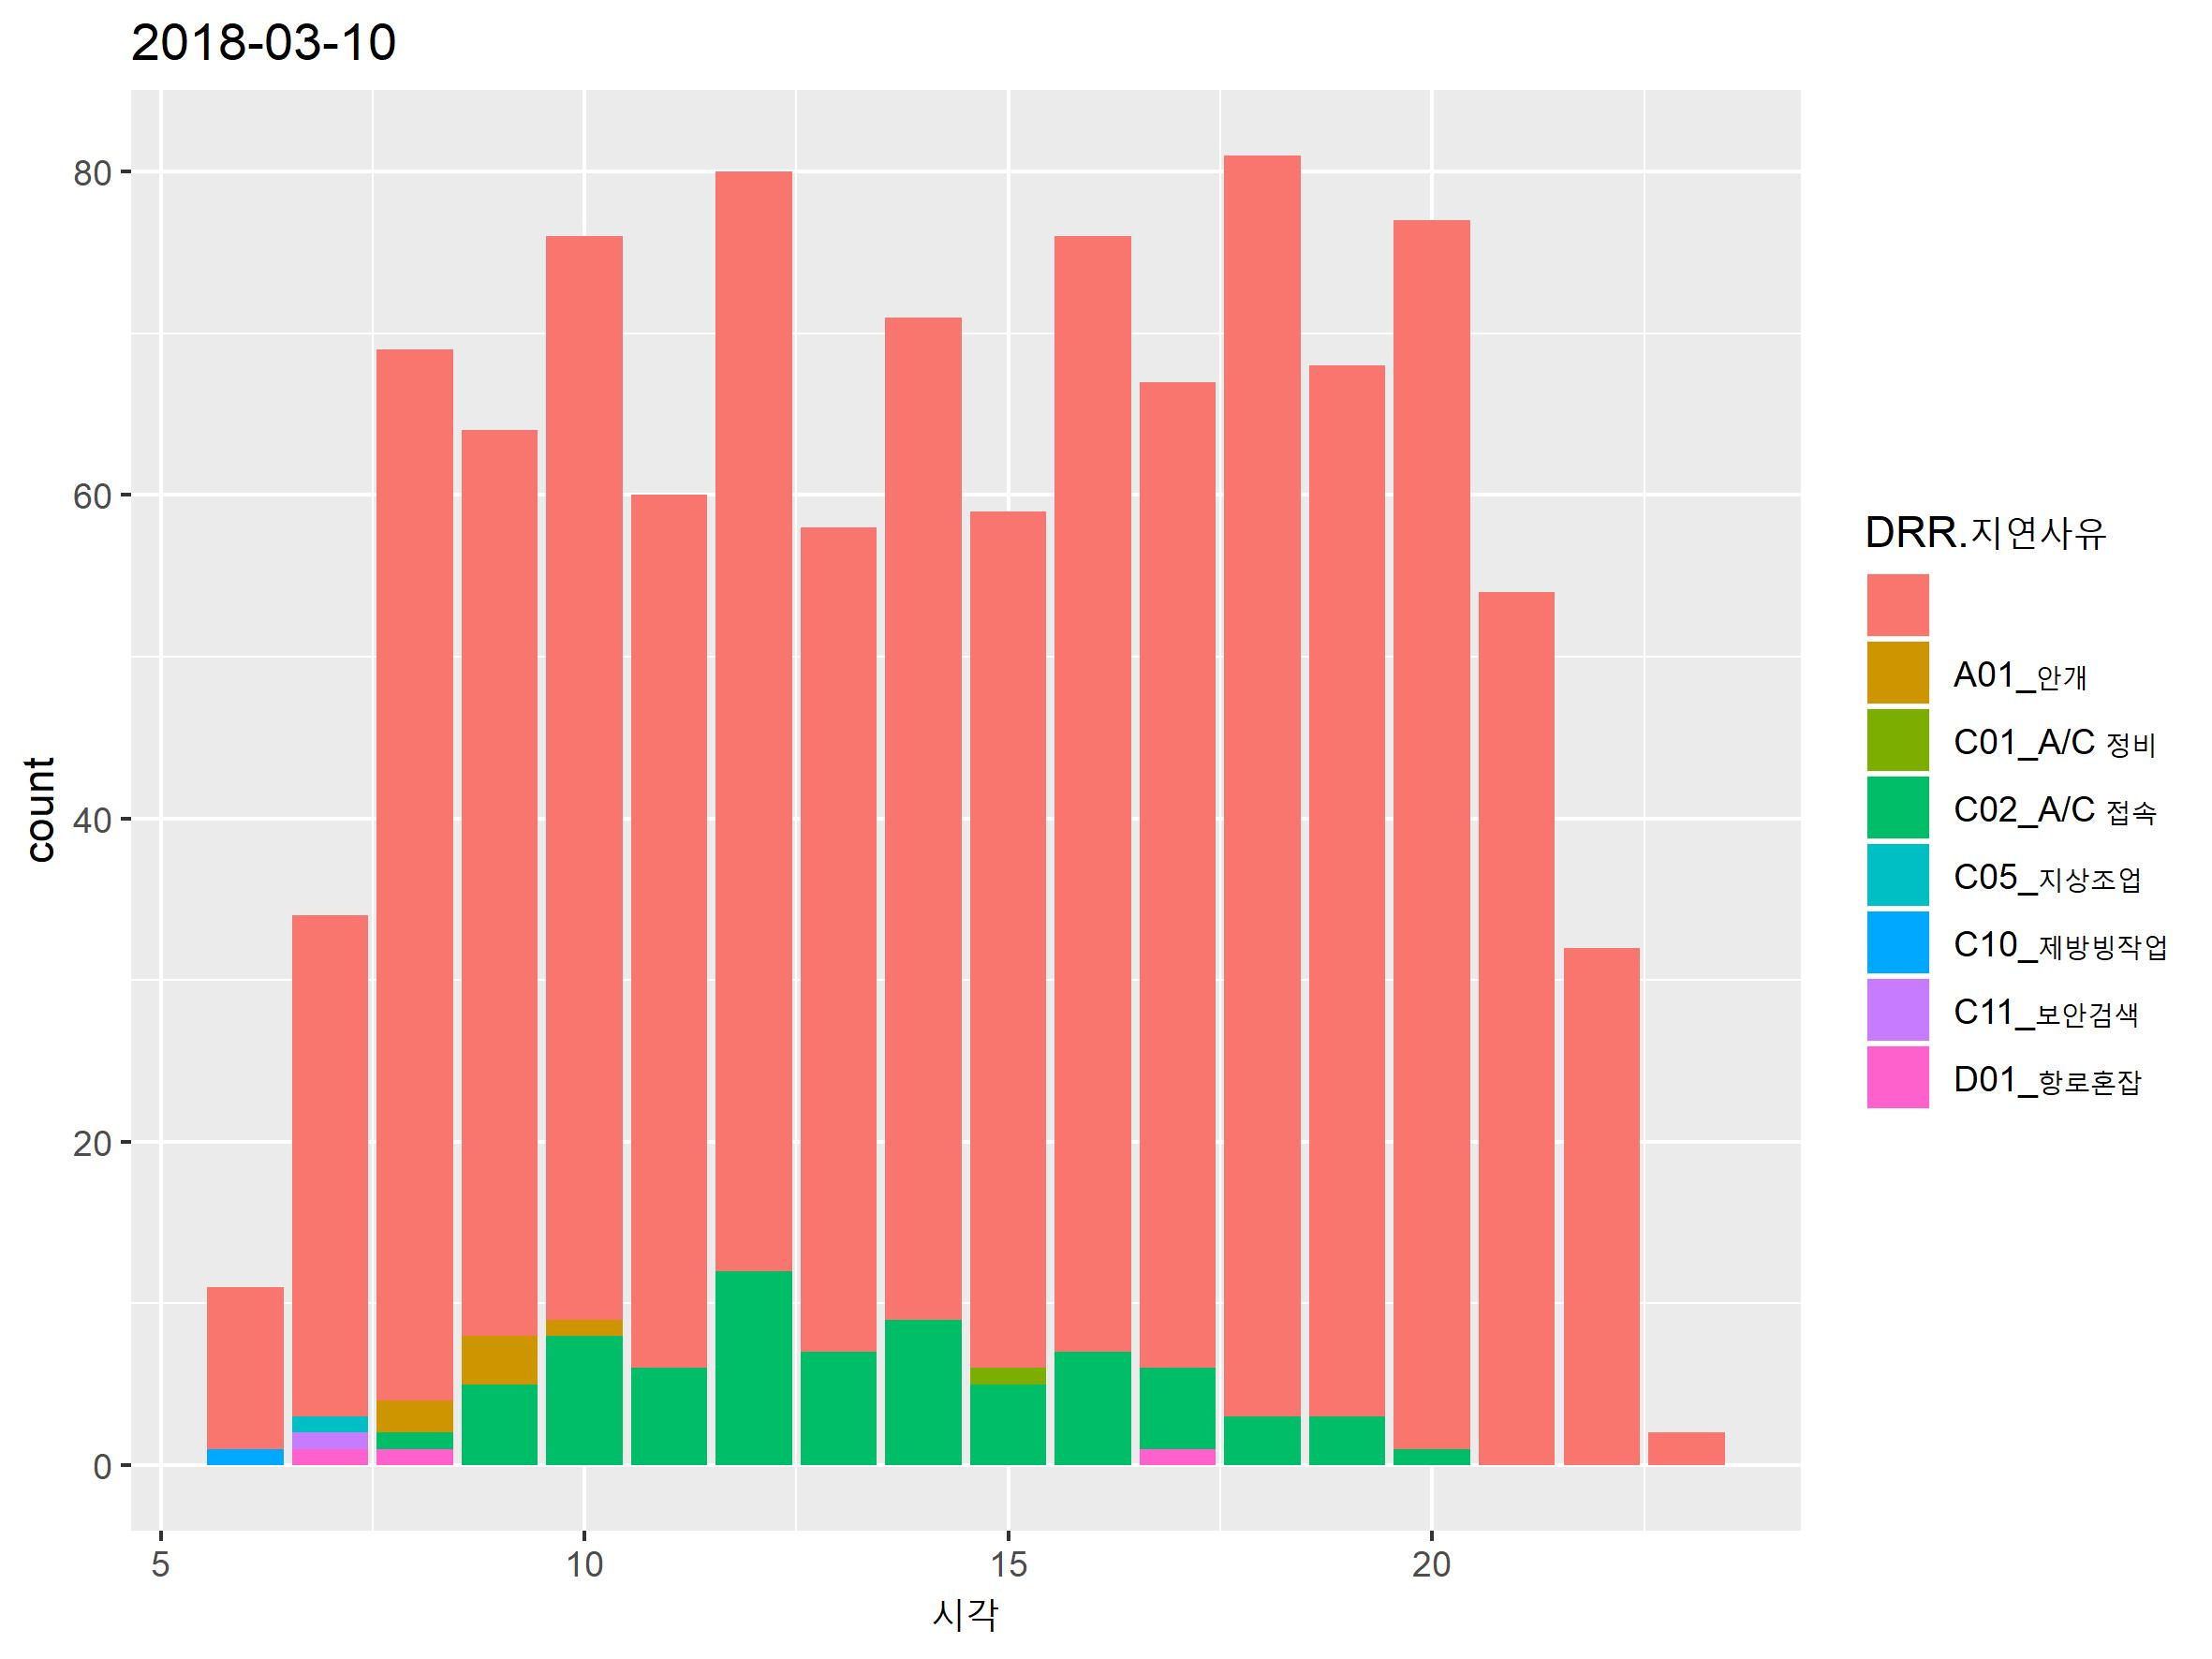 2018-03-10
count
80
60
40
20
0
5 10 15 20
시각
DRR.지연사유
A01_안개
C01_A/C 정비
C02_A/C 접속
C05_지상조업
C10_제방빙작업
C11_보안검색
D01_항로혼잡